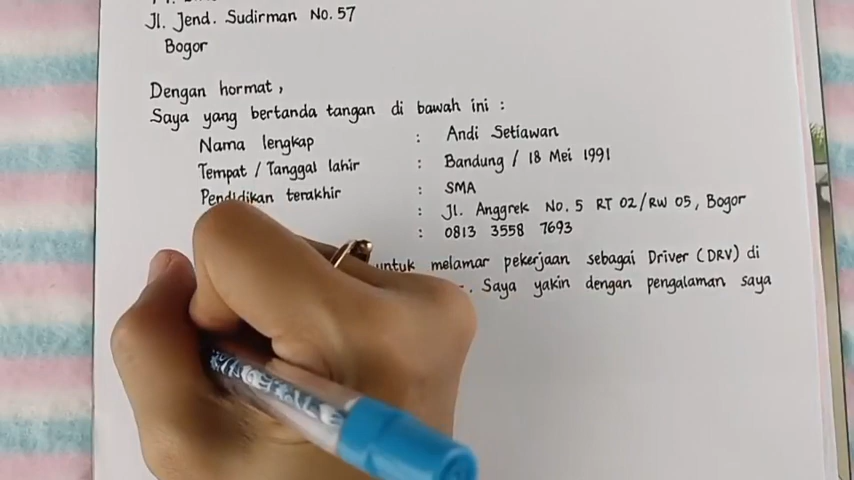 Jl. Jend. Sudirman No. 57
Bogor
Dengan hormat,
Saya yang bertanda tangan di bawah ini :
Nama lengkap : Andi Setiawan
Tempat / Tanggal lahir : Bandung / 18 Mei 1991
Pendidikan terakhir : SMA
: Jl. Anggrek No. 5 RT 02/RW 05, Bogor
: 0813 3558 7693
untuk melamar pekerjaan sebagai Driver (DRV) di
. Saya yakin dengan pengalaman saya